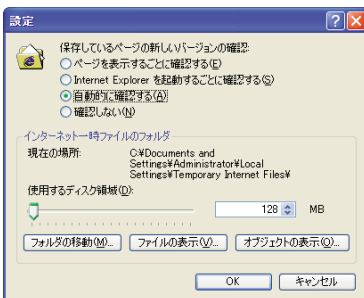 設定
保存しているページの新しいバージョンの確認:
ページを表示するごとに確認する(E)
Internet Explorer を起動するごとに確認する(S)
自動的に確認する(A)
確認しない(N)
インターネット一時ファイルのフォルダ
現在の場所: C:¥Documents and
Settings¥Administrator¥Local
Settings¥Temporary Internet Files¥
使用するディスク領域(D):
128 MB
フォルダの移動(M)... ファイルの表示(V)... オブジェクトの表示(O)...
OK キャンセル